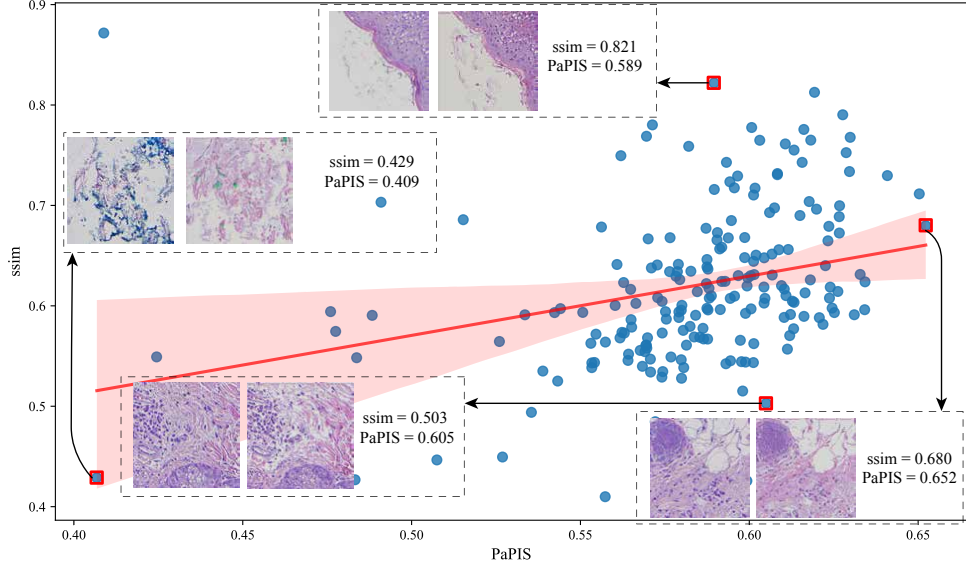 0.9
0.8
0.7
0.6
0.5
0.4
ssim
ssim = 0.821
PaPIS = 0.589
ssim = 0.429
PaPIS = 0.409
ssim = 0.503
PaPIS = 0.605
ssim = 0.680
PaPIS = 0.652
0.40
0.45
0.50
0.55
0.60
0.65
PaPIS